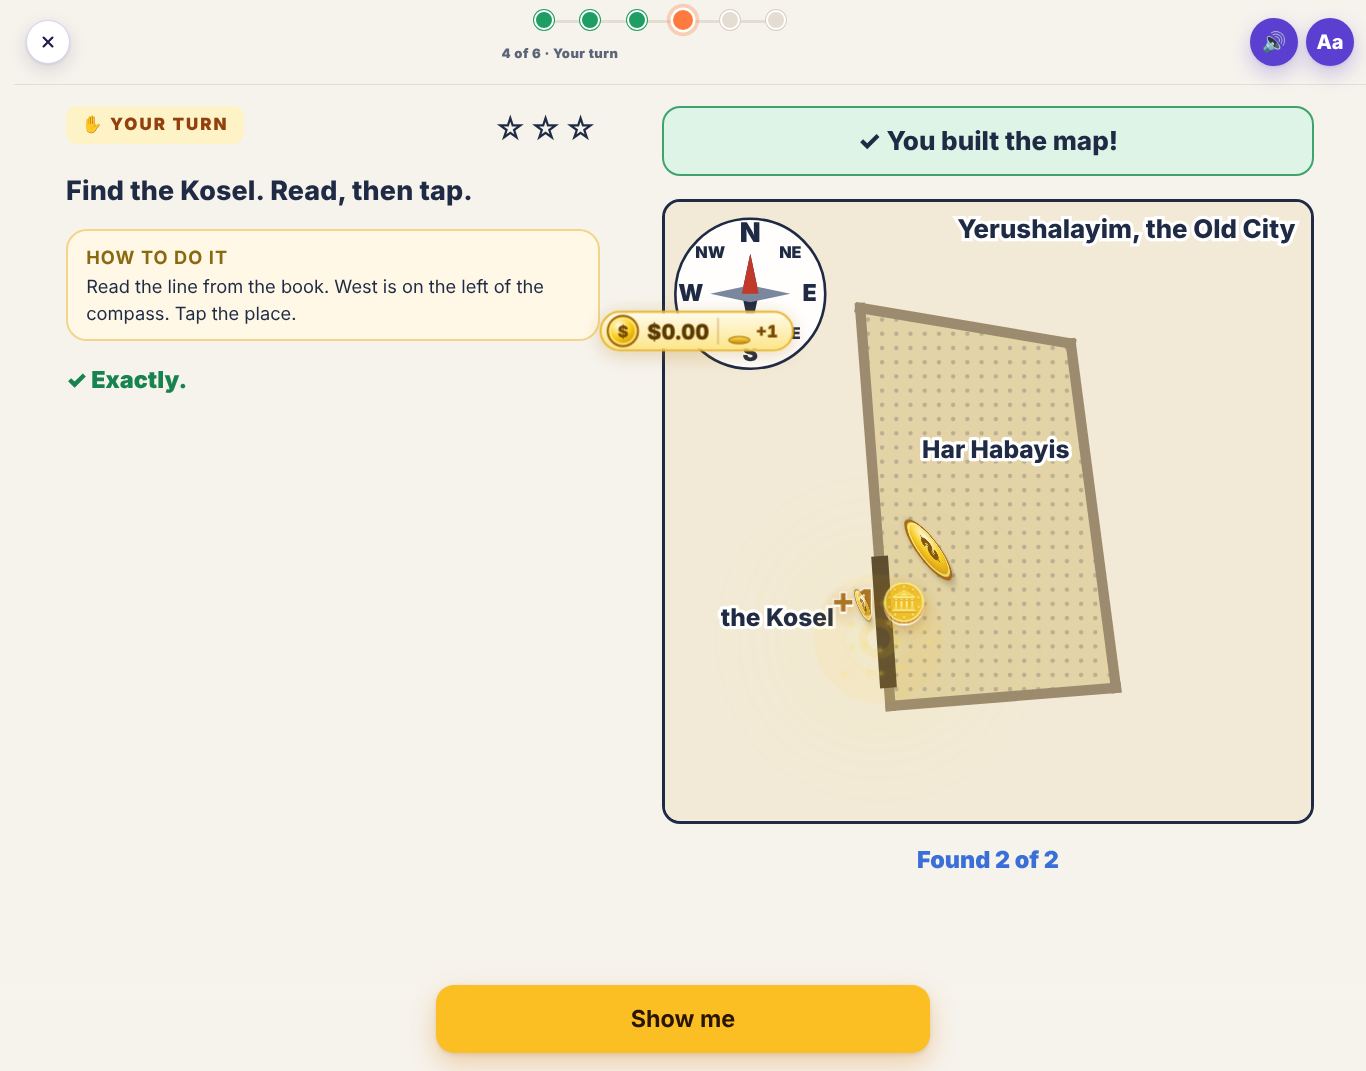 4 of 6 · Your turn
Aa
YOUR TURN
Find the Kosel. Read, then tap.
HOW TO DO IT
Read the line from the book. West is on the left of the
compass. Tap the place.
✓ Exactly.
✓ You built the map!
Yerushalayim, the Old City
N
NW NE
W E
$ $0.00 +1
E
S
Har Habayis
+1
the Kosel
Found 2 of 2
Show me